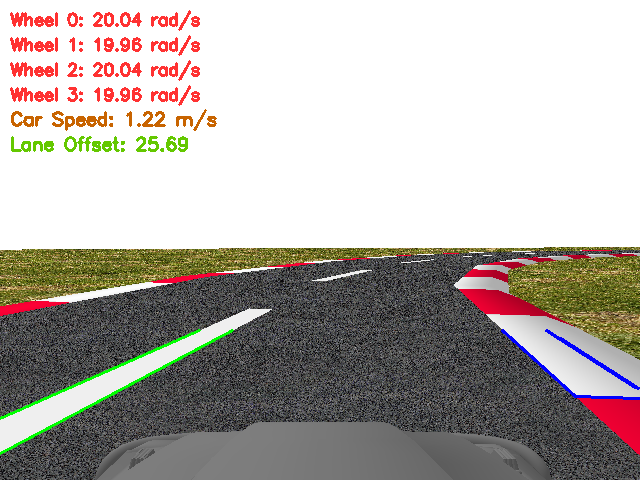 Wheel 0: 20.04 rad/s
Wheel 1: 19.96 rad/s
Wheel 2: 20.04 rad/s
Wheel 3: 19.96 rad/s
Car Speed: 1.22 m/s
Lane Offset: 25.69